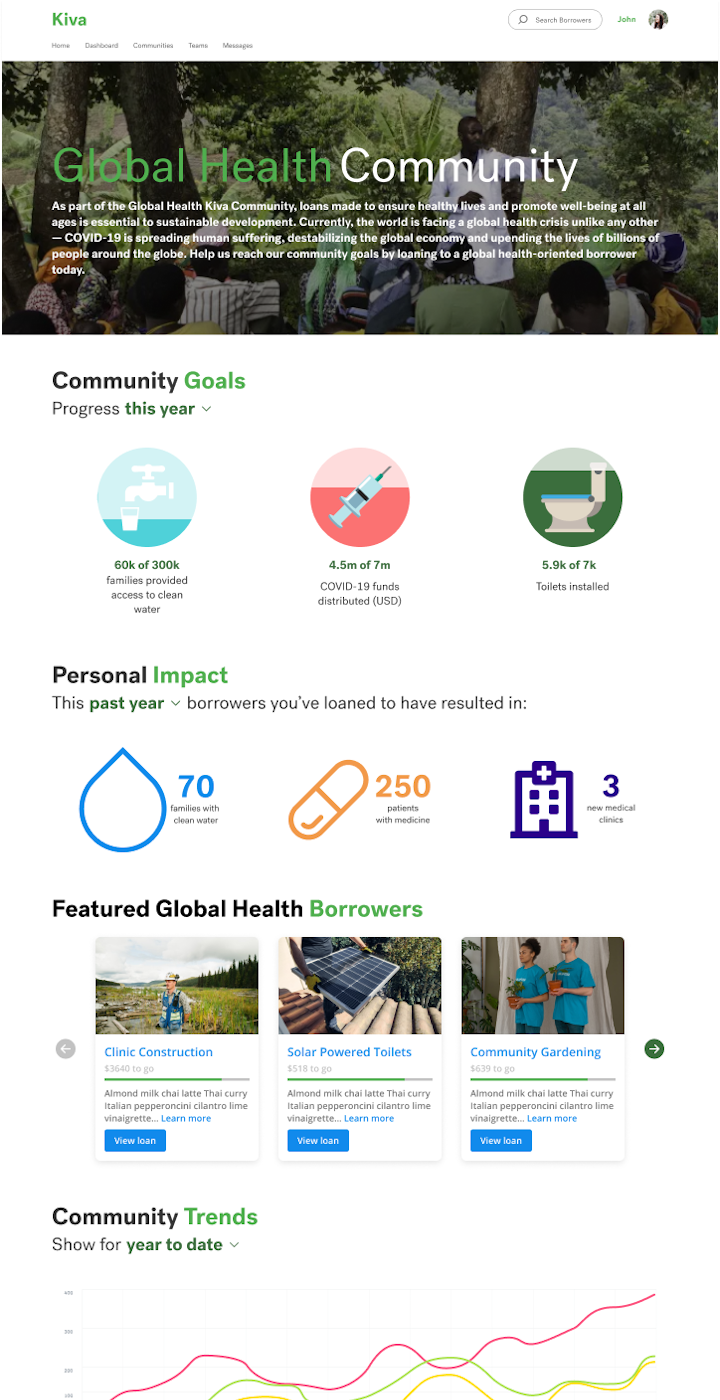 Kiva
Search Borrowers
John
Home Dashboard Communities Teams Messages
Global Health Community
As part of the Global Health Kiva Community, loans made to ensure healthy lives and promote well-being at all
ages is essential to sustainable development. Currently, the world is facing a global health crisis unlike any other
— COVID-19 is spreading human suffering, destabilizing the global economy and upending the lives of billions of
people around the globe. Help us reach our community goals by loaning to a global health-oriented borrower
today.
Community Goals
Progress this year
60k of 300k
families provided
access to clean
water
4.5m of 7m
COVID-19 funds
distributed (USD)
5.9k of 7k
Toilets installed
Personal Impact
This past year borrowers you've loaned to have resulted in:
70
families with
clean water
250
patients
with medicine
3
new medical
clinics
Featured Global Health Borrowers
Clinic Construction
$3640 to go
Almond milk chai latte Thai curry
Italian pepperoncini cilantro lime
vinaigrette... Learn more
View loan
Solar Powered Toilets
$518 to go
Almond milk chai latte Thai curry
Italian pepperoncini cilantro lime
vinaigrette... Learn more
View loan
Community Gardening
$639 to go
Almond milk chai latte Thai curry
Italian pepperoncini cilantro lime
vinaigrette... Learn more
View loan
Community Trends
Show for year to date